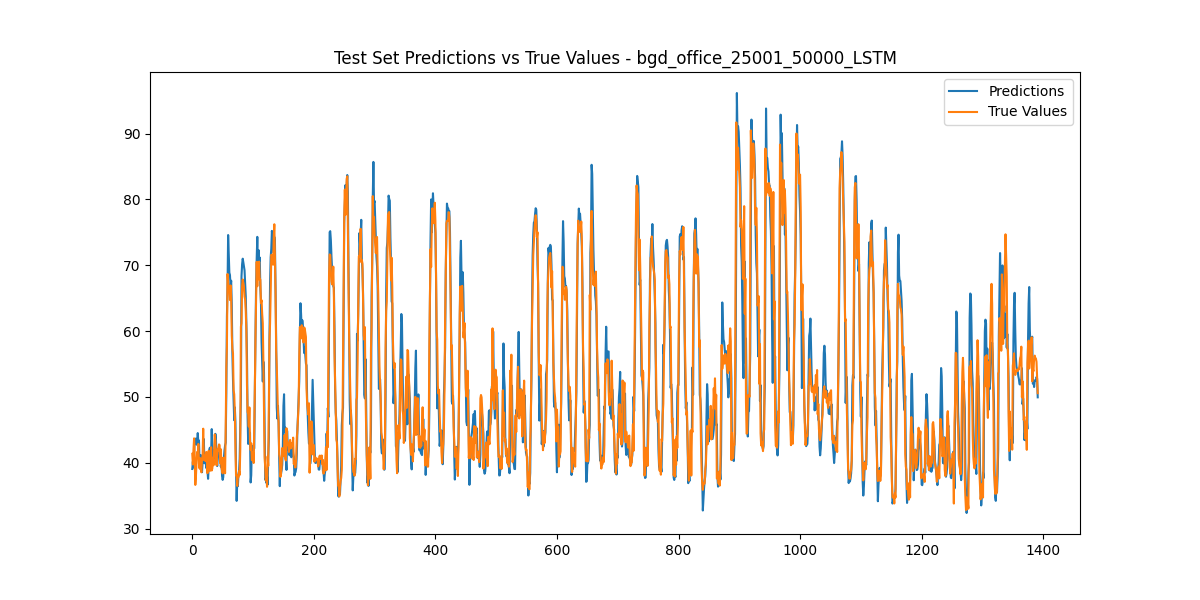 Test Set Predictions vs True Values - bgd_office_25001_50000_LSTM
Predictions
True Values
90
80
70
60
50
40
30
0 200 400 600 800 1000 1200 1400